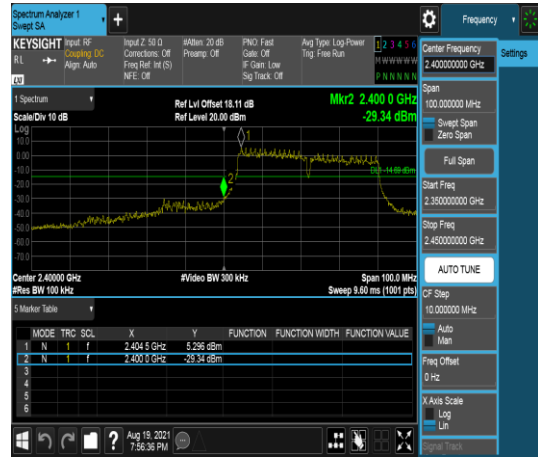 Spectrum Analyzer 1
Swept SA
+
Frequency
KEYSIGHT
RL
LXI
Input: RF
Coupling: DC
Align: Auto
Input Z: 50 Ω
Corrections: Off
Freq Ref: Int (S)
NFE: Off
#Atten: 20 dB
Preamp: Off
PNO: Fast
Gate: Off
IF Gain: Low
Sig Track: Off
Avg Type: Log-Power
Trig: Free Run
1 2 3 4 5 6
M W W W W W
P N N N N N
1 Spectrum
Scale/Div 10 dB
Ref Lvl Offset 18.11 dB
Ref Level 20.00 dBm
Mkr2 2.400 0 GHz
-29.34 dBm
Log
10.0
0.00
-10.0
-20.0
-30.0
-40.0
-50.0
-60.0
-70.0
1
2
DL1 -14.69 dBm
Center 2.40000 GHz
#Res BW 100 kHz
#Video BW 300 kHz
Span 100.0 MHz
Sweep 9.60 ms (1001 pts)
5 Marker Table
MODE TRC SCL X Y FUNCTION FUNCTION WIDTH FUNCTION VALUE
1 N 1 f 2.404 5 GHz 5.296 dBm
2 N 1 f 2.400 0 GHz -29.34 dBm
3
4
5
6
?
Aug 19, 2021
7:56:36 PM
Center Frequency
2.400000000 GHz
Settings
Span
100.000000 MHz
Swept Span
Zero Span
Full Span
Start Freq
2.350000000 GHz
Stop Freq
2.450000000 GHz
AUTO TUNE
CF Step
10.000000 MHz
Auto
Man
Freq Offset
0 Hz
X Axis Scale
Log
Lin
Signal Track